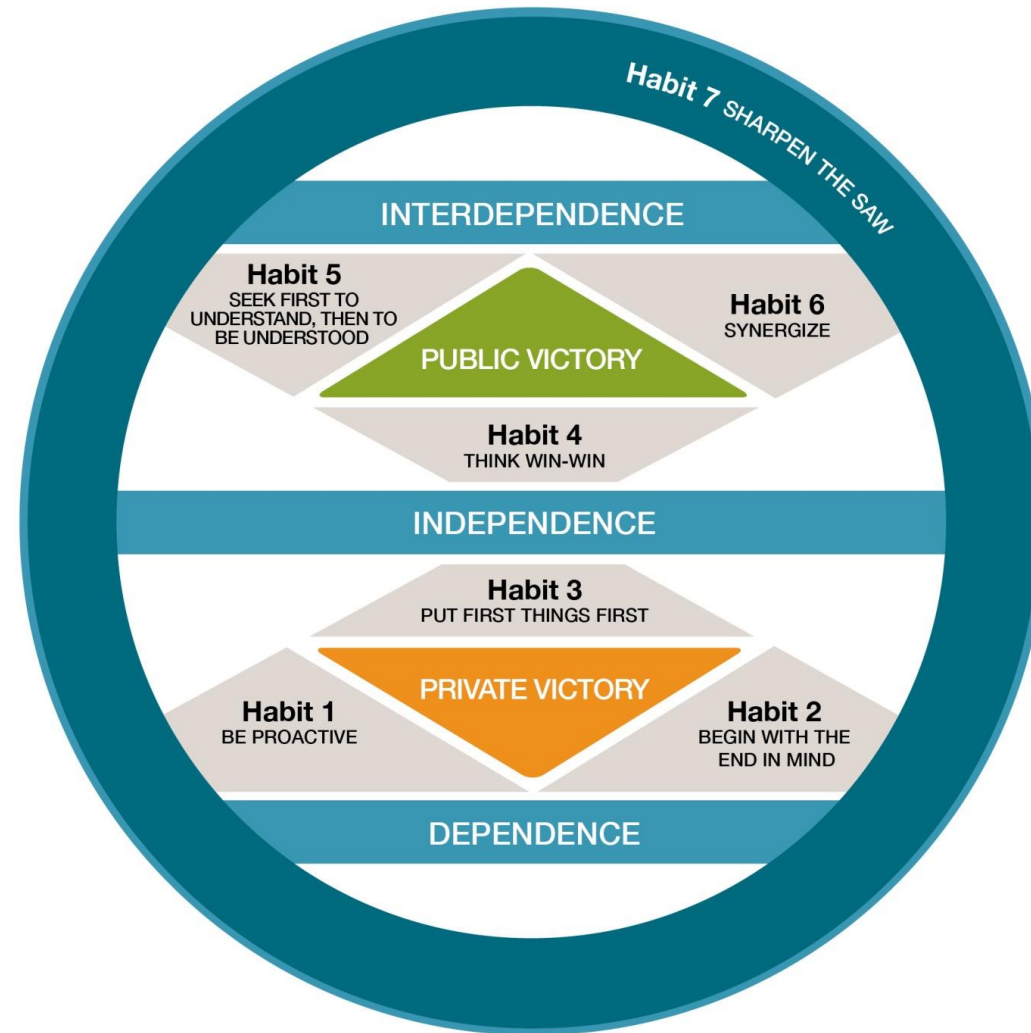 Habit 7 SHARPEN THE SAW
INTERDEPENDENCE
Habit 5
SEEK FIRST TO
UNDERSTAND, THEN TO
BE UNDERSTOOD
Habit 6
SYNERGIZE
PUBLIC VICTORY
Habit 4
THINK WIN-WIN
INDEPENDENCE
Habit 3
PUT FIRST THINGS FIRST
PRIVATE VICTORY
Habit 1
BE PROACTIVE
Habit 2
BEGIN WITH THE
END IN MIND
DEPENDENCE